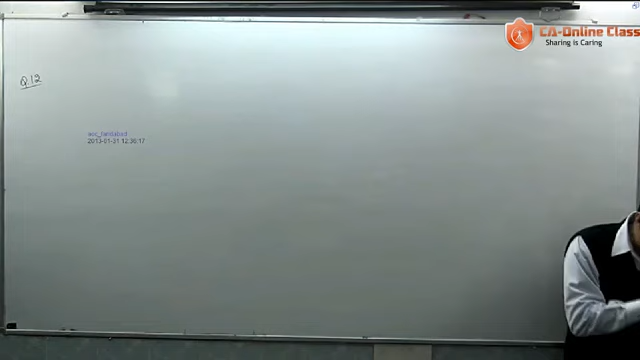 CA-Online Class
Sharing is Caring
Q.12
2013-01-31 12:36:17